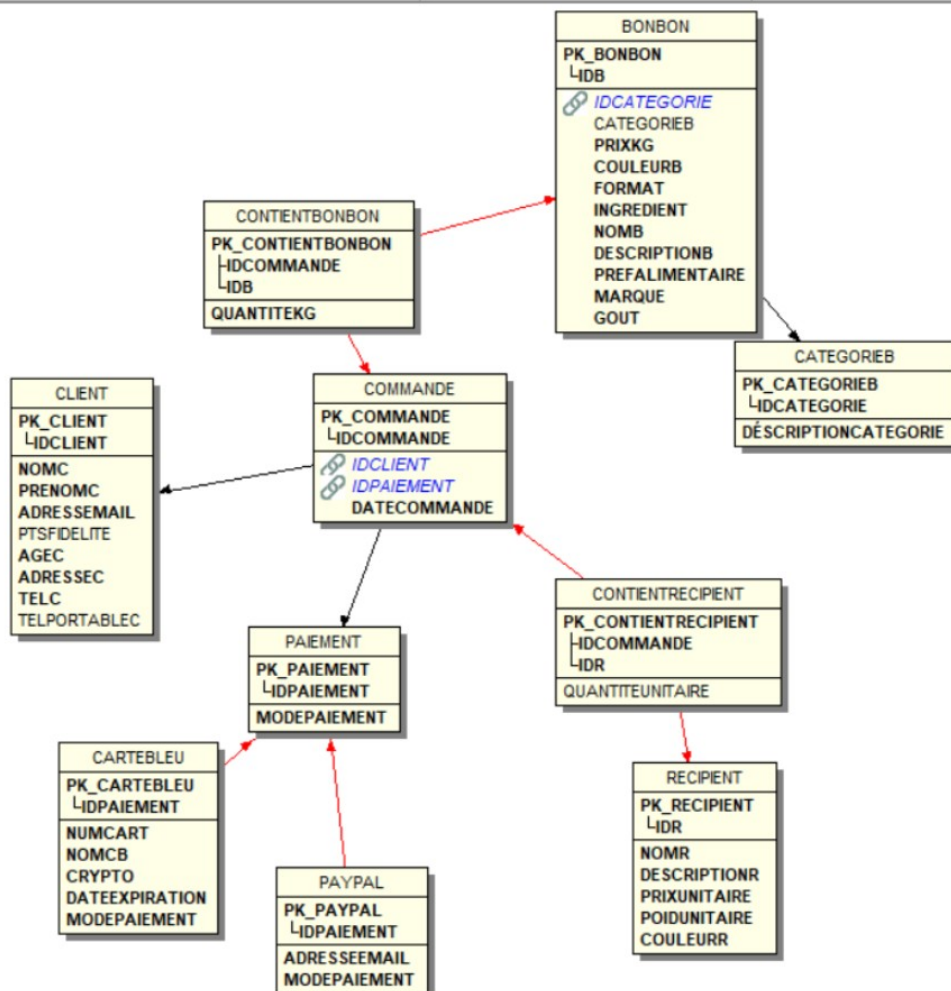 BONBON
PK_BONBON
IDB
IDCATEGORIE
CATEGORIEB
PRIXKG
COULEURB
FORMAT
INGREDIENT
NOMB
DESCRIPTIONB
PREFALIMENTAIRE
MARQUE
GOUT
CONTIENTBONBON
PK_CONTIENTBONBON
IDCOMMANDE
IDB
QUANTITEKG
CATEGORIEB
PK_CATEGORIEB
IDCATEGORIE
DÉSCRIPTIONCATEGORIE
CLIENT
PK_CLIENT
IDCLIENT
NOMC
PRENOMC
ADRESSEMAIL
PTSFIDELITE
AGEC
ADRESSEC
TELC
TELPORTABLEC
COMMANDE
PK_COMMANDE
IDCOMMANDE
IDCLIENT
IDPAIEMENT
DATECOMMANDE
CONTIENTRECIPIENT
PK_CONTIENTRECIPIENT
IDCOMMANDE
IDR
QUANTITEUNITAIRE
PAIEMENT
PK_PAIEMENT
IDPAIEMENT
MODEPAIEMENT
CARTEBLEU
PK_CARTEBLEU
IDPAIEMENT
NUMCART
NOMCB
CRYPTO
DATEEXPIRATION
MODEPAIEMENT
RECIPIENT
PK_RECIPIENT
IDR
NOMR
DESCRIPTIONR
PRIXUNITAIRE
POIDUNITAIRE
COULEURR
PAYPAL
PK_PAYPAL
IDPAIEMENT
ADRESSEEMAIL
MODEPAIEMENT